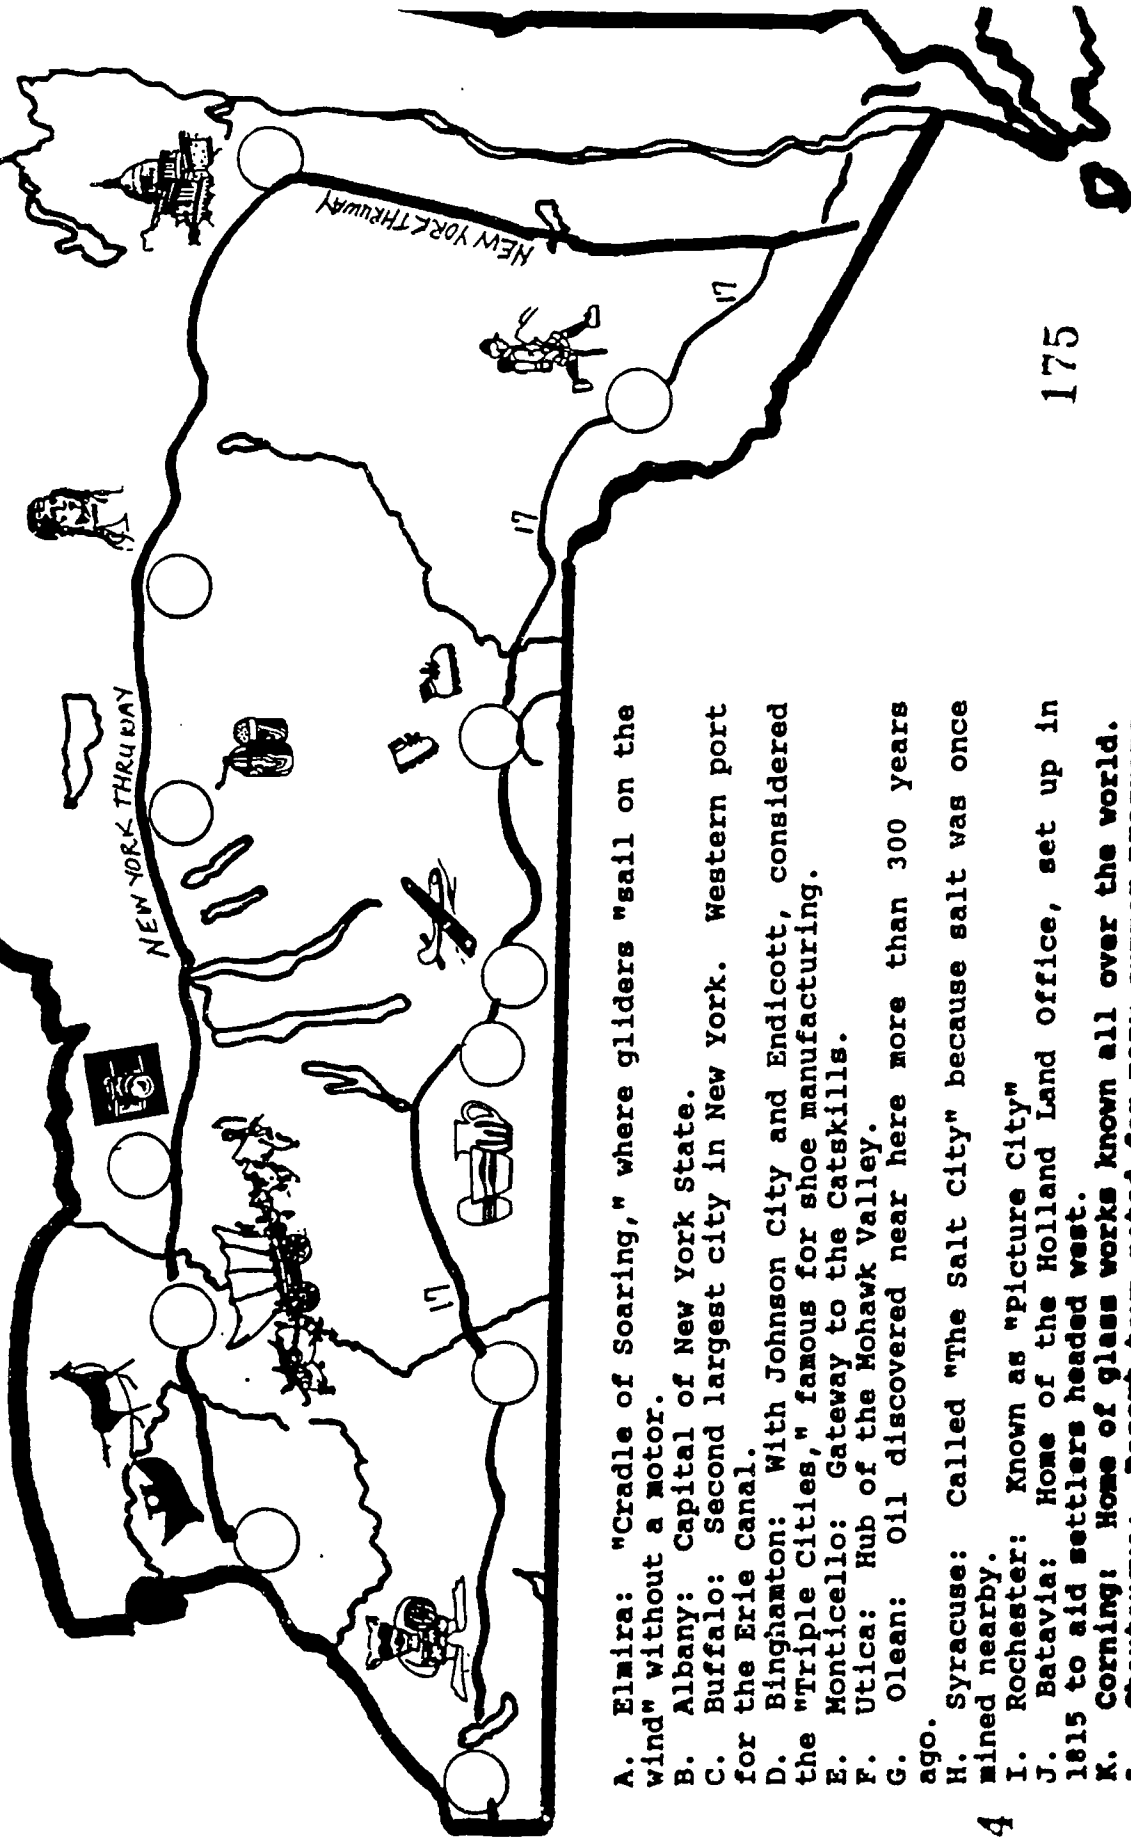 NEW YORK THRUWAY
NEW YORK THRUWAY
17
17
17
A. Elmira: "Cradle of Soaring," where gliders "sail on the
wind" without a motor.
B. Albany: Capital of New York State.
C. Buffalo: Second largest city in New York. Western port
for the Erie Canal.
D. Binghamton: With Johnson City and Endicott, considered
the "Triple Cities," famous for shoe manufacturing.
E. Monticello: Gateway to the Catskills.
F. Utica: Hub of the Mohawk Valley.
G. Olean: Oil discovered near here more than 300 years
ago.
H. Syracuse: Called "The Salt City" because salt was once
mined nearby.
I. Rochester: Known as "Picture City"
J. Batavia: Home of the Holland Land Office, set up in
1815 to aid settlers headed west.
K. Corning: Home of glass works known all over the world.
4
175